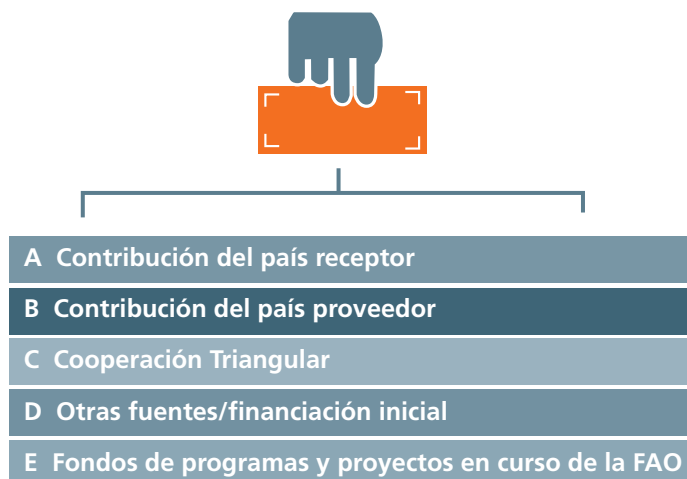 A Contribución del país receptor
B Contribución del país proveedor
C Cooperación Triangular
D Otras fuentes/financiación inicial
E Fondos de programas y proyectos en curso de la FAO